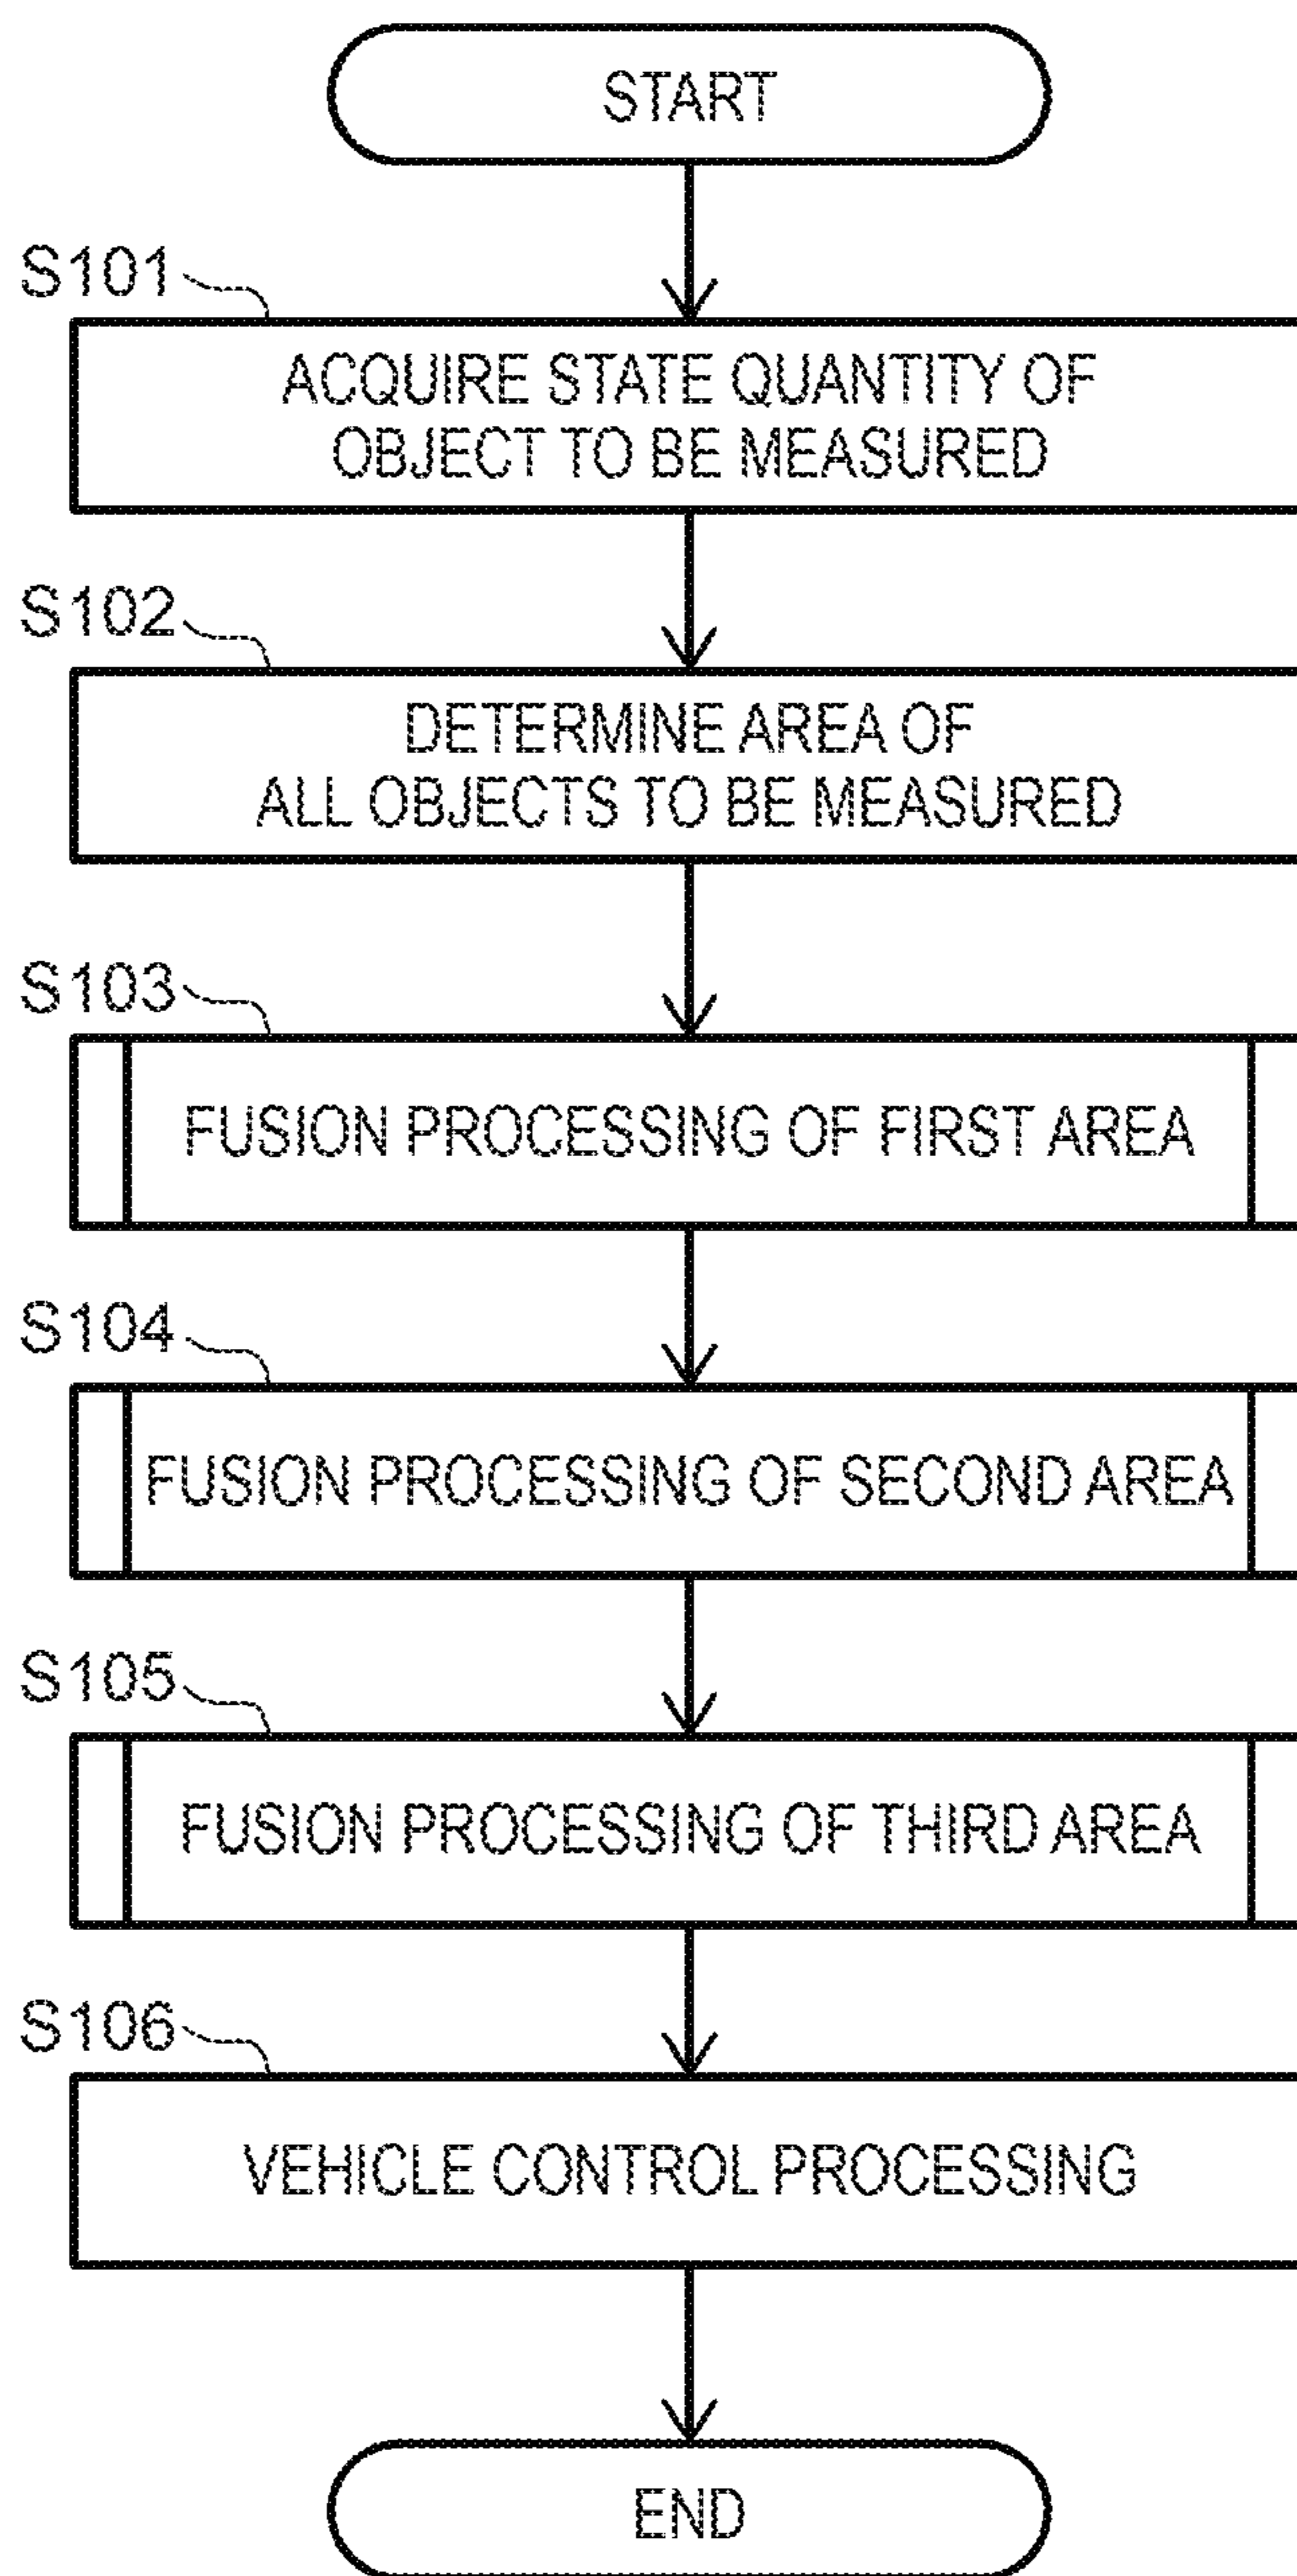 START
S101
ACQUIRE STATE QUANTITY OF
OBJECT TO BE MEASURED
S102
DETERMINE AREA OF
ALL OBJECTS TO BE MEASURED
S103
FUSION PROCESSING OF FIRST AREA
S104
FUSION PROCESSING OF SECOND AREA
S105
FUSION PROCESSING OF THIRD AREA
S106
VEHICLE CONTROL PROCESSING
END